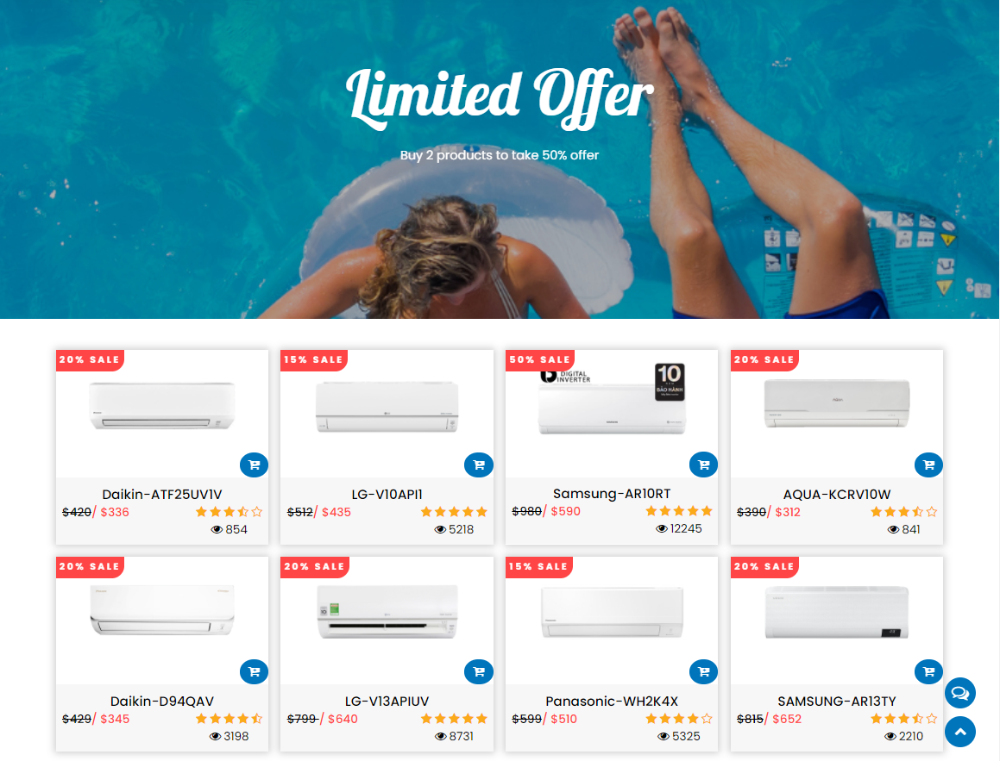 Limited Offer
Buy 2 products to take 50% offer
20% SALE
15% SALE
50% SALE
20% SALE
DIGITAL
INVERTER
10
NĂM
BẢO HÀNH
Daikin-ATF25UV1V
LG-V10API1
Samsung-AR10RT
AQUA-KCRV10W
$420/ $336
$512/ $435
$980/ $590
$390/ $312
854
5218
12245
841
20% SALE
20% SALE
15% SALE
20% SALE
Daikin-D94QAV
LG-V13APIUV
Panasonic-WH2K4X
SAMSUNG-AR13TY
$429/ $345
$799 / $640
$599/ $510
$815/ $652
3198
8731
5325
2210